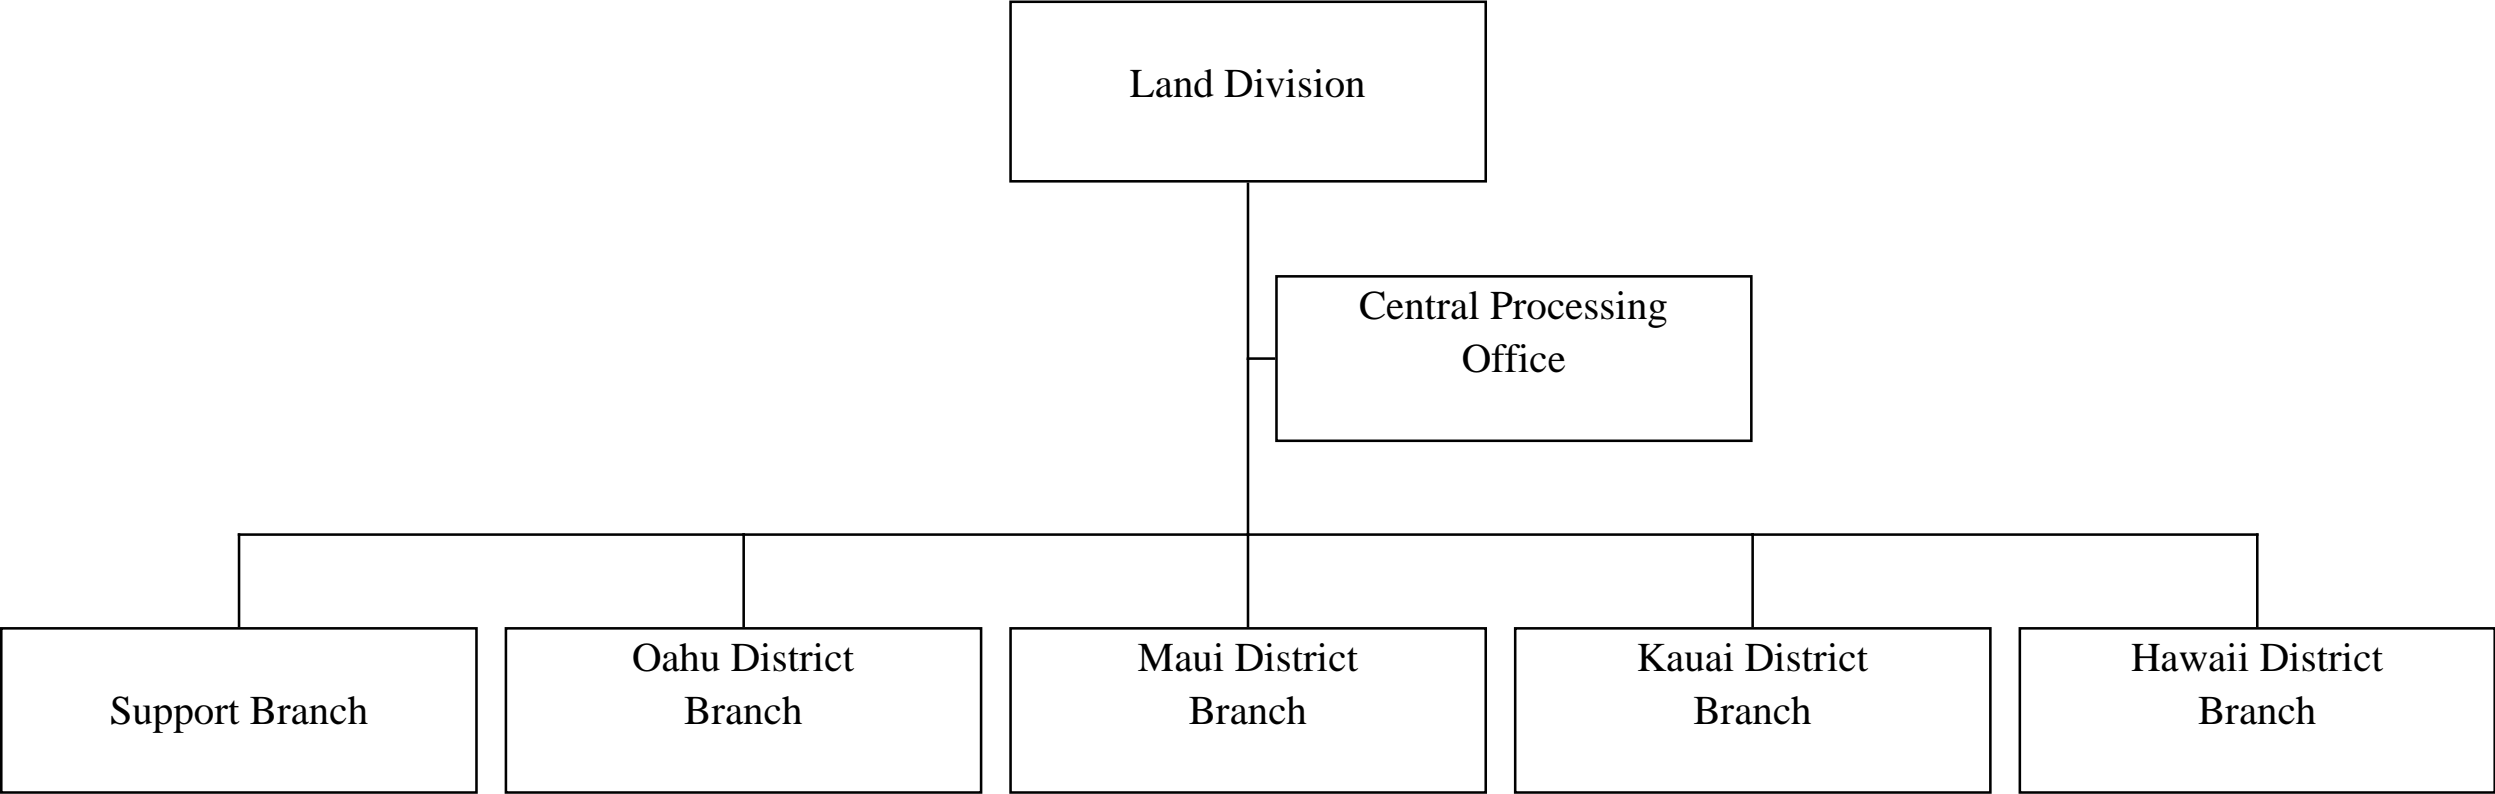 Land Division
Central Processing
Office
Support Branch
Oahu District
Branch
Maui District
Branch
Kauai District
Branch
Hawaii District
Branch